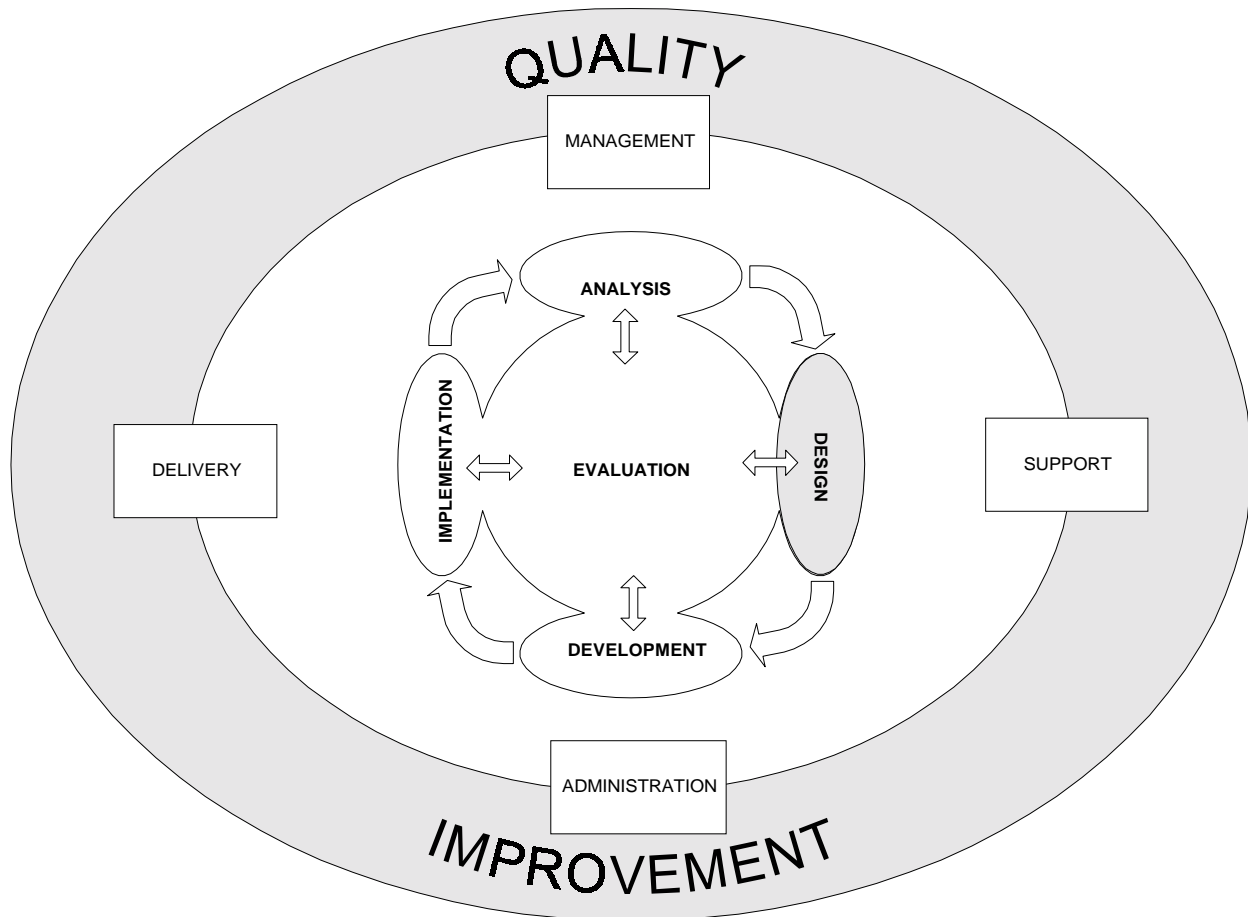 QUALITY
MANAGEMENT
ANALYSIS
IMPLEMENTATION
DESIGN
DELIVERY
EVALUATION
SUPPORT
DEVELOPMENT
ADMINISTRATION
IMPROVEMENT